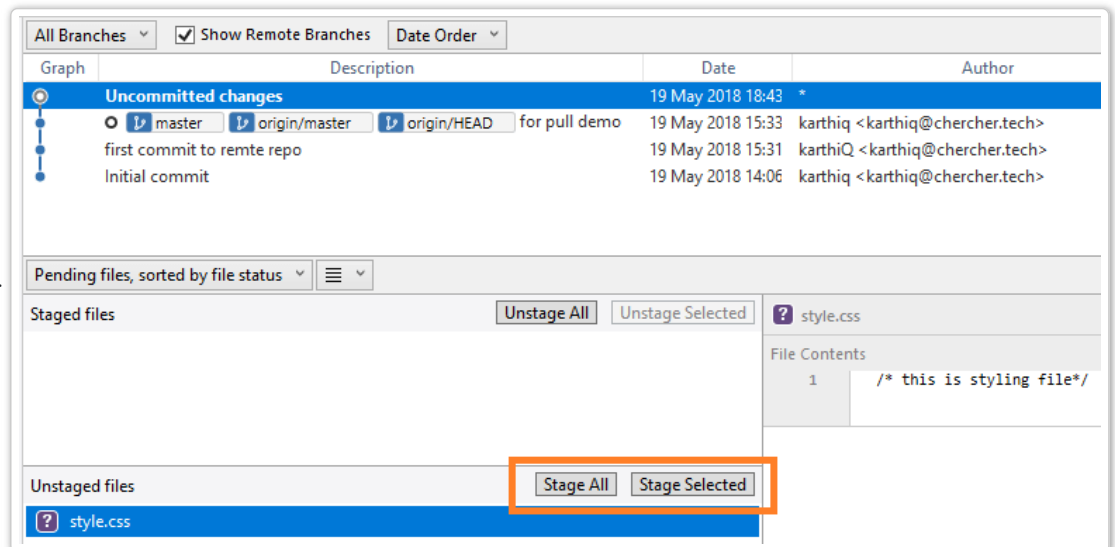 All Branches Show Remote Branches Date Order
Graph Description Date Author
Uncommitted changes 19 May 2018 18:43 *
master origin/master origin/HEAD for pull demo 19 May 2018 15:33 karthiq <karthiq@chercher.tech>
first commit to remte repo 19 May 2018 15:31 karthiQ <karthiq@chercher.tech>
Initial commit 19 May 2018 14:06 karthiq <karthiq@chercher.tech>
Pending files, sorted by file status
Staged files Unstage All Unstage Selected
? style.css
File Contents
1 /* this is styling file*/
Unstaged files Stage All Stage Selected
? style.css